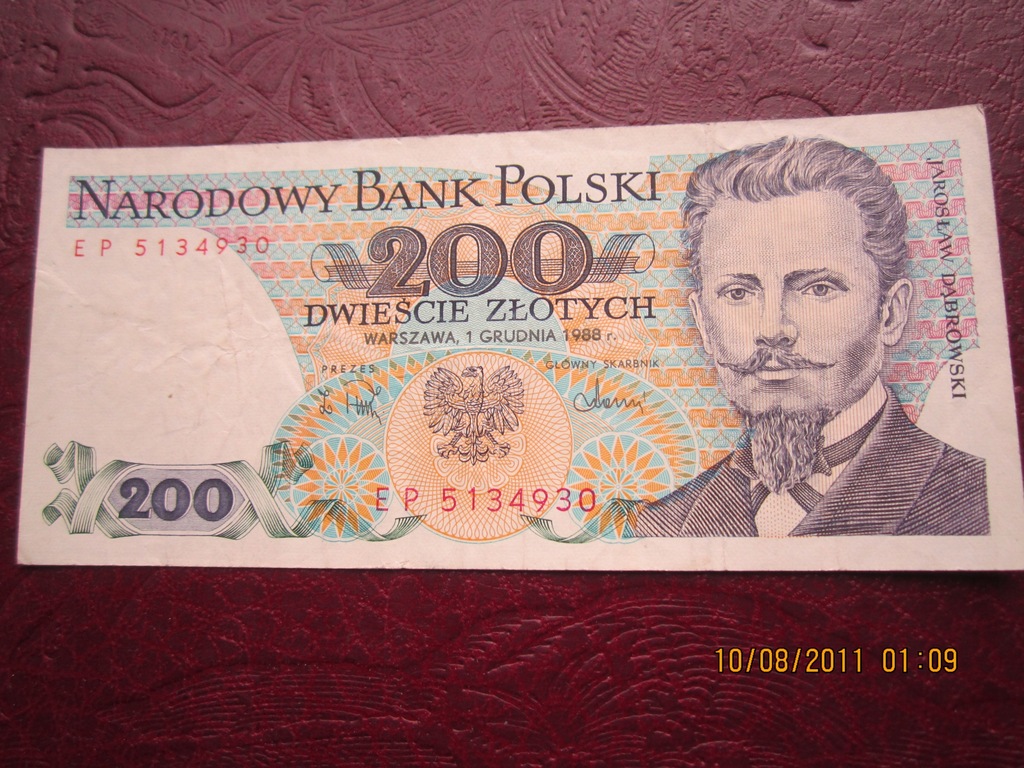 NARODOWY BANK POLSKI
EP 5134930
200
DWIEŚCIE ZŁOTYCH
WARSZAWA, 1 GRUDNIA 1988 r.
PREZES
GŁÓWNY SKARBNIK
EP 5134930
200
JAROSŁAW DĄBROWSKI
10/08/2011 01:09